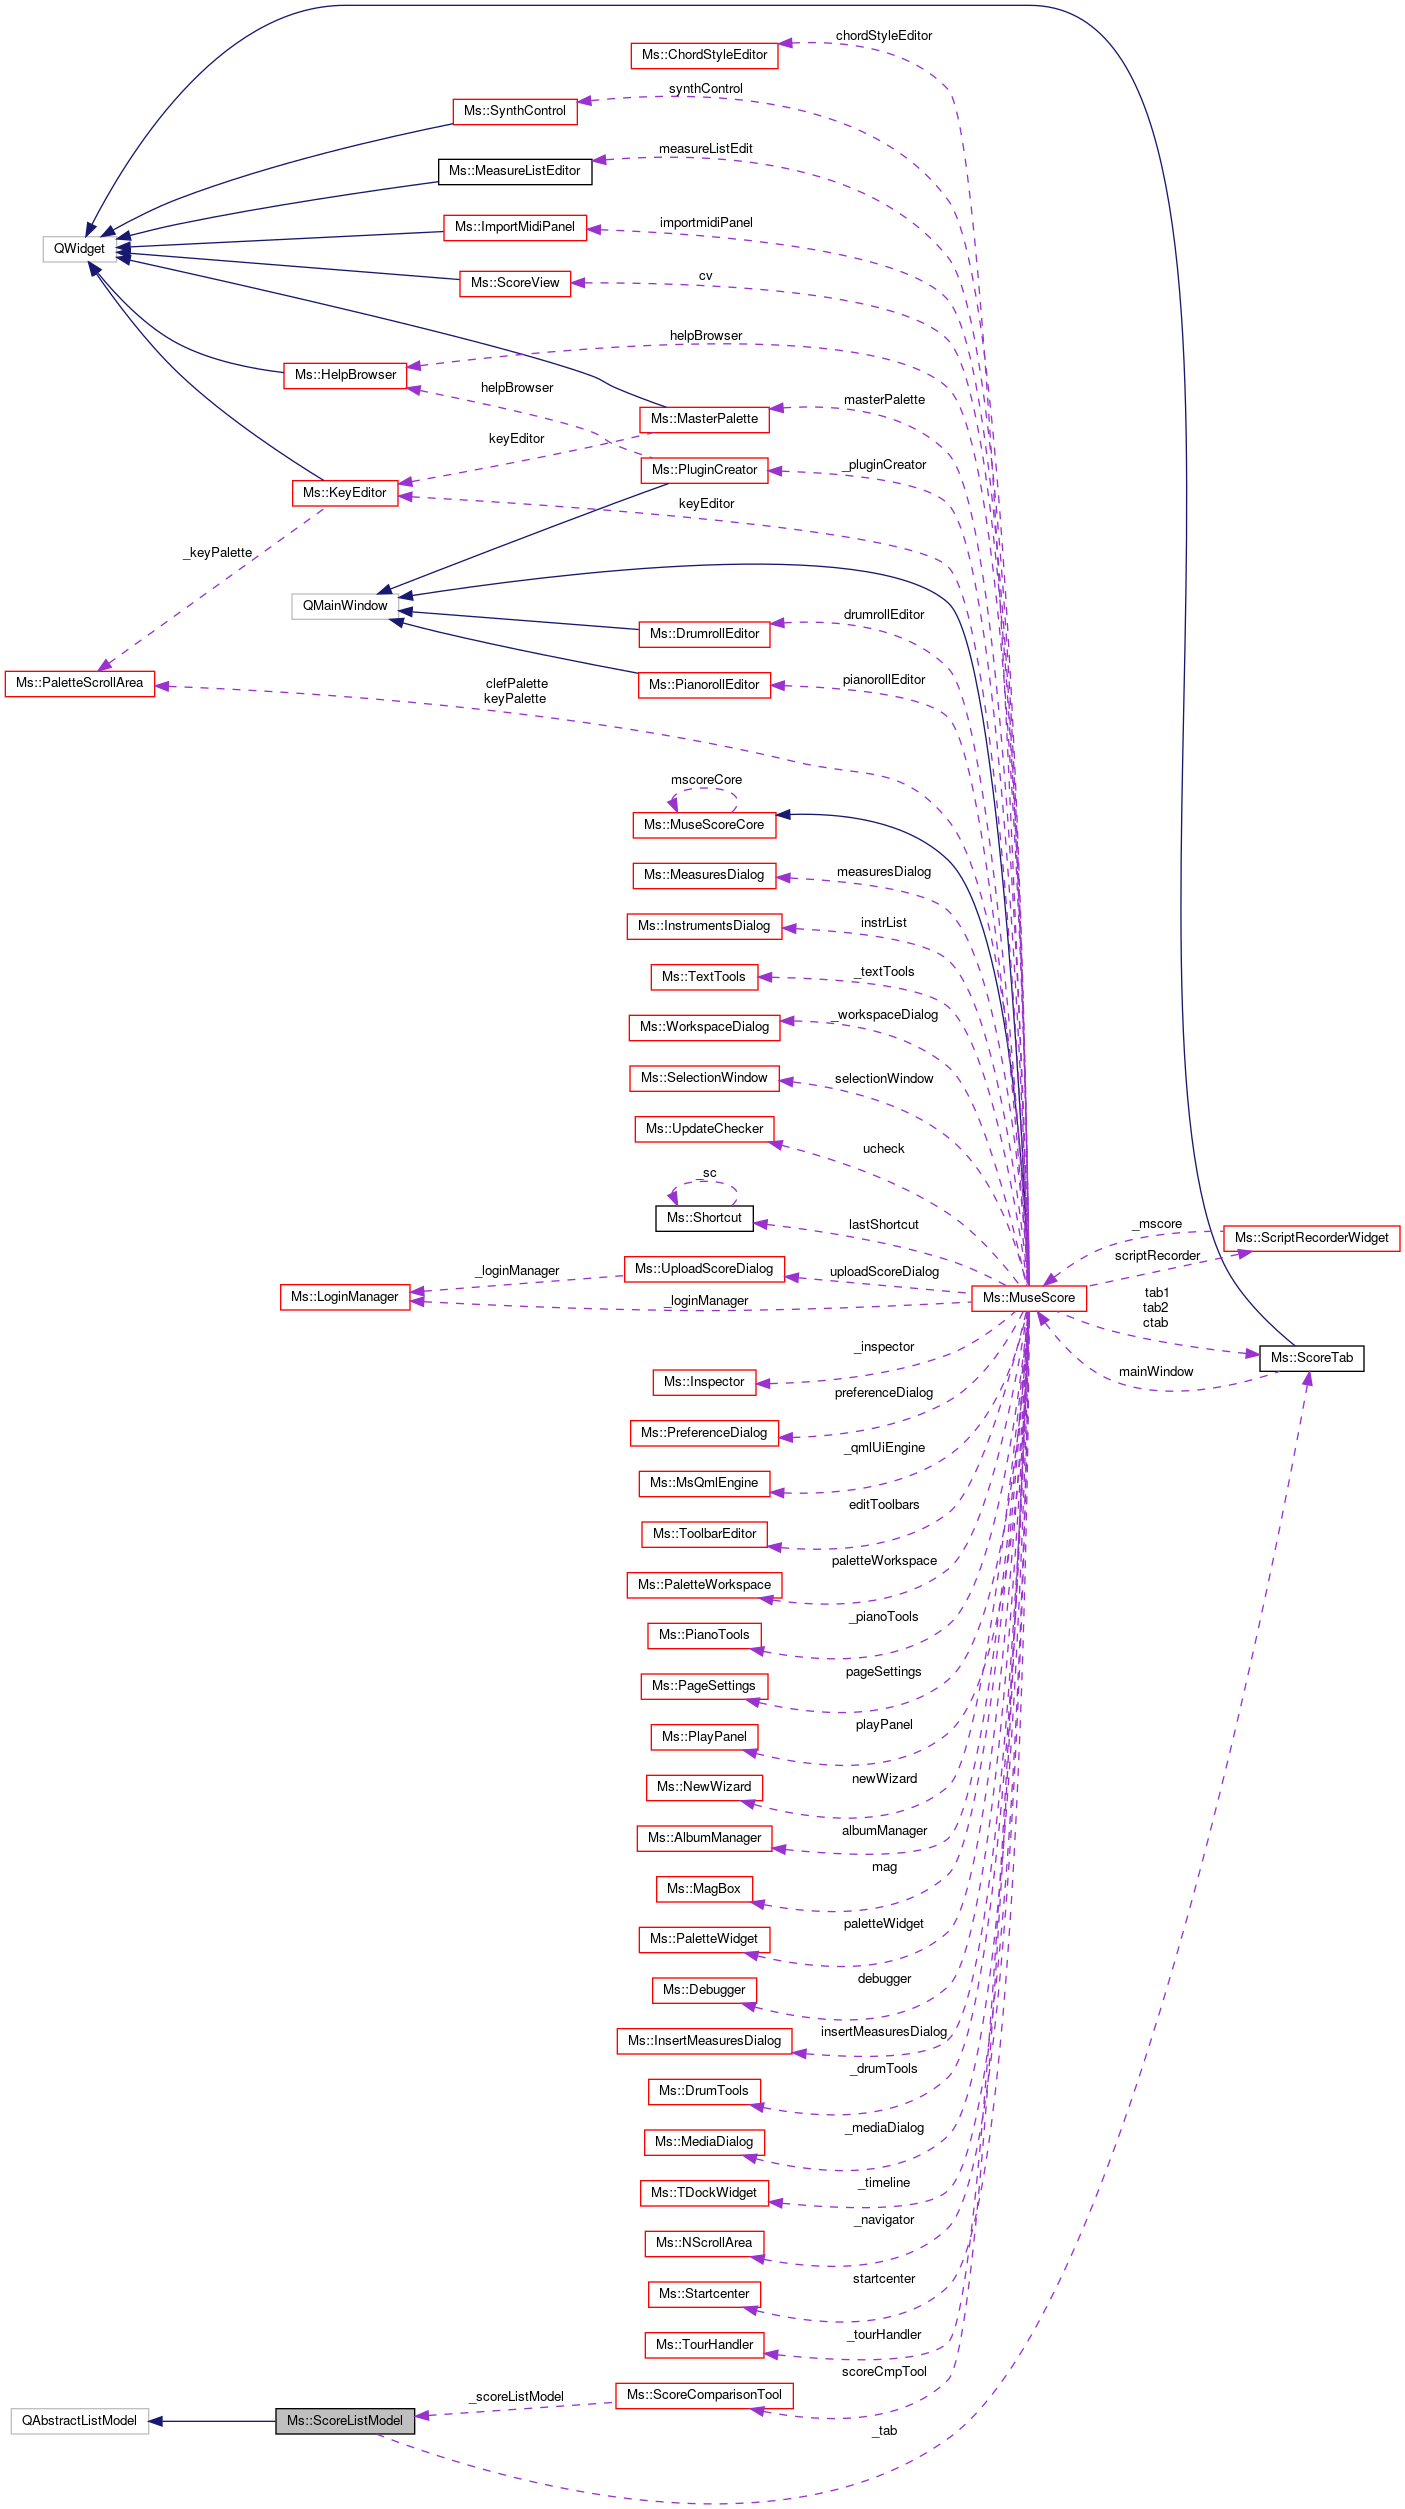 chordStyleEditor
Ms::ChordStyleEditor
synthControl
Ms::SynthControl
measureListEdit
Ms::MeasureListEditor
importmidiPanel
Ms::ImportMidiPanel
QWidget
cv
Ms::ScoreView
helpBrowser
Ms::HelpBrowser
helpBrowser
masterPalette
Ms::MasterPalette
keyEditor
_pluginCreator
Ms::PluginCreator
Ms::KeyEditor
keyEditor
_keyPalette
QMainWindow
drumrollEditor
Ms::DrumrollEditor
Ms::PaletteScrollArea
clefPalette
keyPalette
pianorollEditor
Ms::PianorollEditor
mscoreCore
Ms::MuseScoreCore
measuresDialog
Ms::MeasuresDialog
instrList
Ms::InstrumentsDialog
_textTools
Ms::TextTools
_workspaceDialog
Ms::WorkspaceDialog
selectionWindow
Ms::SelectionWindow
ucheck
Ms::UpdateChecker
_sc
Ms::Shortcut
lastShortcut
_mscore
Ms::ScriptRecorderWidget
scriptRecorder
_loginManager
Ms::UploadScoreDialog
uploadScoreDialog
Ms::LoginManager
_loginManager
Ms::MuseScore
tab1
tab2
ctab
Ms::ScoreTab
mainWindow
_inspector
Ms::Inspector
preferenceDialog
Ms::PreferenceDialog
_qmlUiEngine
Ms::MsQmlEngine
editToolbars
Ms::ToolbarEditor
paletteWorkspace
Ms::PaletteWorkspace
_pianoTools
Ms::PianoTools
pageSettings
Ms::PageSettings
playPanel
Ms::PlayPanel
newWizard
Ms::NewWizard
albumManager
Ms::AlbumManager
mag
Ms::MagBox
paletteWidget
Ms::PaletteWidget
debugger
Ms::Debugger
insertMeasuresDialog
Ms::InsertMeasuresDialog
_drumTools
Ms::DrumTools
_mediaDialog
Ms::MediaDialog
_timeline
Ms::TDockWidget
_navigator
Ms::NScrollArea
startcenter
Ms::Startcenter
_tourHandler
Ms::TourHandler
scoreCmpTool
Ms::ScoreComparisonTool
_scoreListModel
QAbstractListModel
Ms::ScoreListModel
_tab